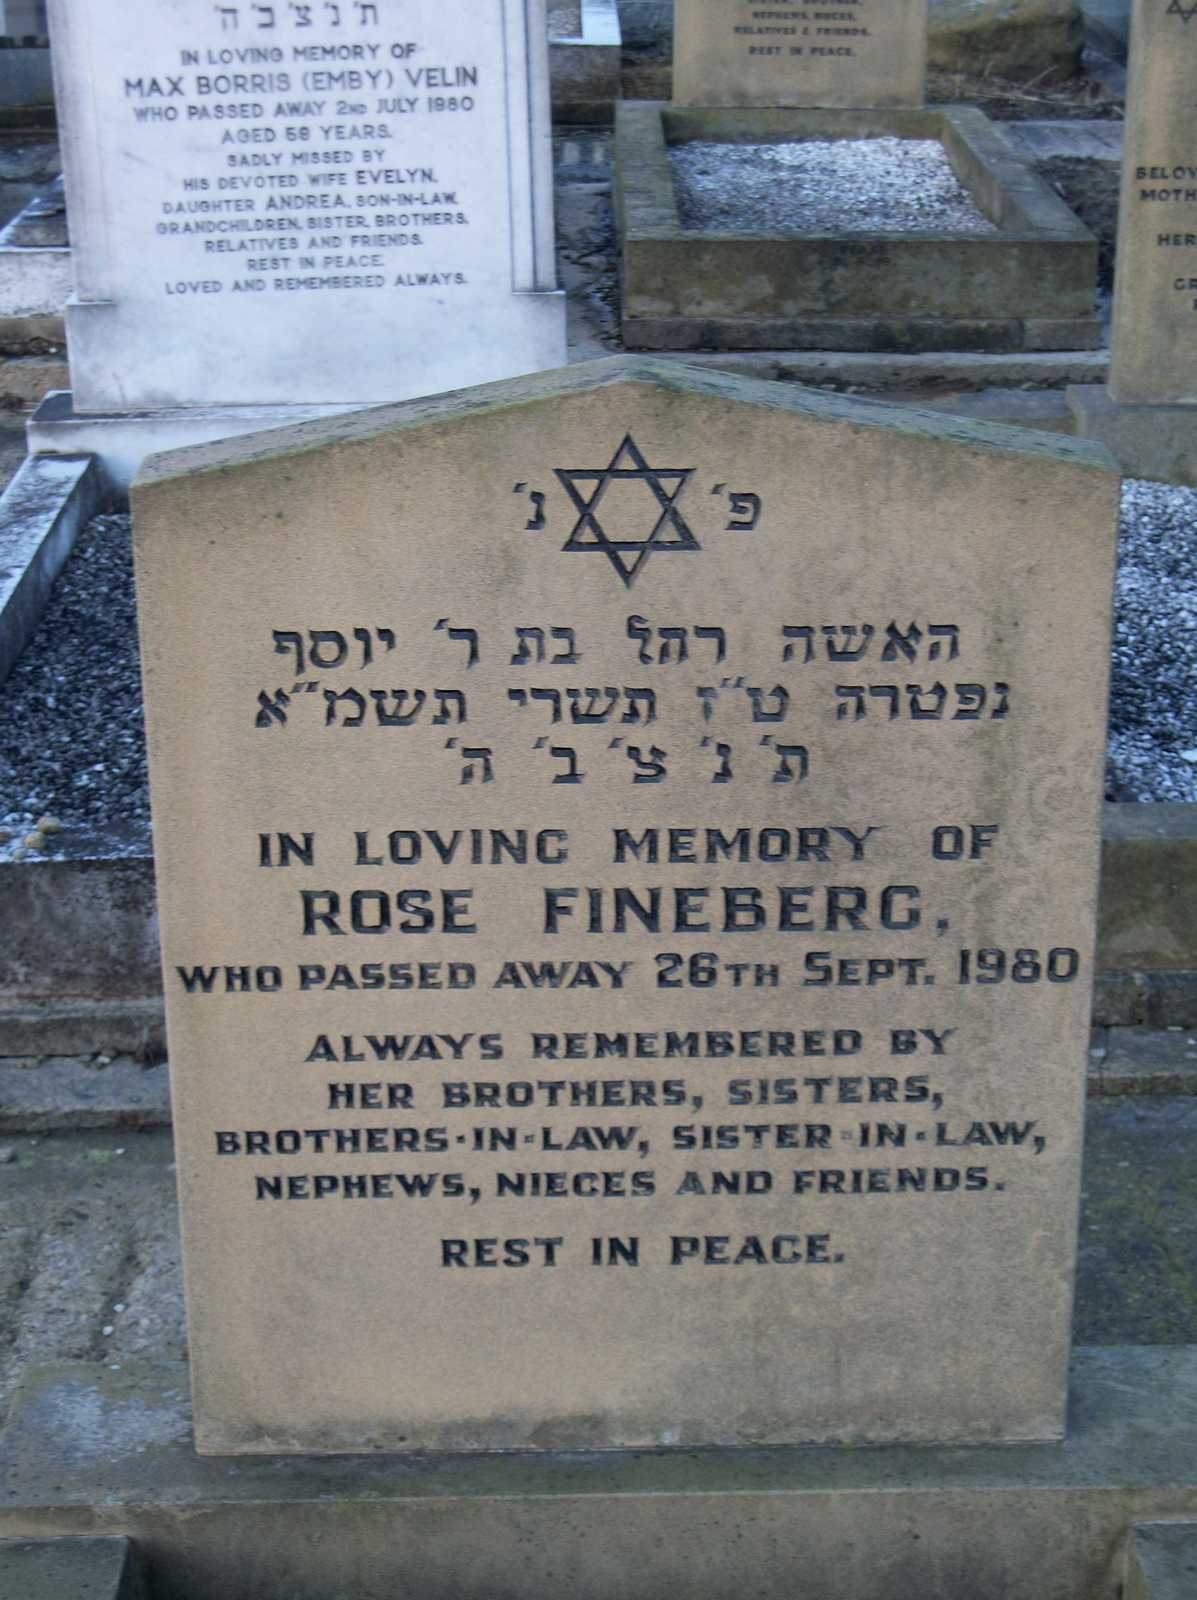 ת׳ נ׳ צ׳ ב׳ ה׳
IN LOVING MEMORY OF
MAX BORRIS (EMBY) VELIN
WHO PASSED AWAY 2ND JULY 1980
AGED 58 YEARS.
SADLY MISSED BY
HIS DEVOTED WIFE EVELYN.
DAUGHTER ANDREA, SON-IN-LAW.
GRANDCHILDREN, SISTER, BROTHERS.
RELATIVES AND FRIENDS.
REST IN PEACE.
LOVED AND REMEMBERED ALWAYS.
NEPHEWS, NIECES,
RELATIVES & FRIENDS.
REST IN PEACE.
MOTH
HER
פ׳ נ׳
האשה רחל בת ר׳ יוסף
נפטרה ט״ז תשרי תשמ״א
ת׳ נ׳ צ׳ ב׳ ה׳
IN LOVING MEMORY OF
ROSE FINEBERG,
WHO PASSED AWAY 26TH SEPT. 1980
ALWAYS REMEMBERED BY
HER BROTHERS, SISTERS,
BROTHERS-IN-LAW, SISTER-IN-LAW,
NEPHEWS, NIECES AND FRIENDS.
REST IN PEACE.